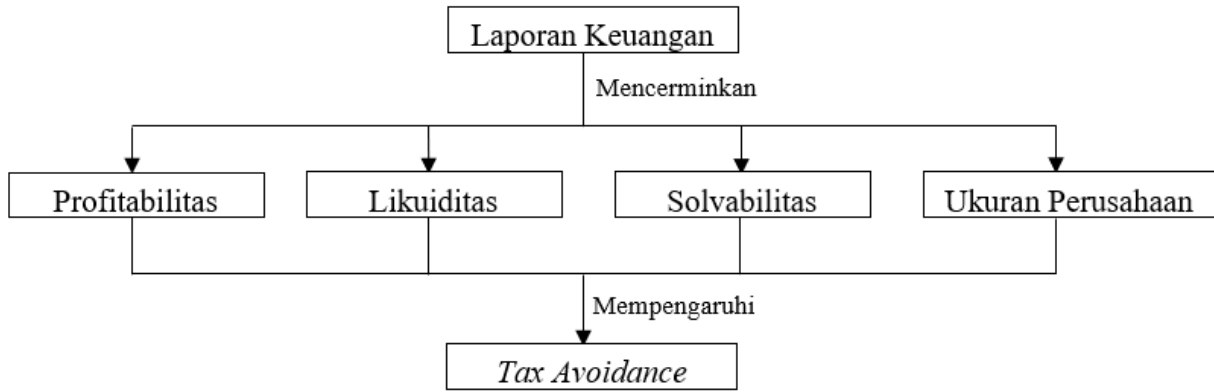 Laporan Keuangan
Mencerminkan
Profitabilitas
Likuiditas
Solvabilitas
Ukuran Perusahaan
Mempengaruhi
Tax Avoidance